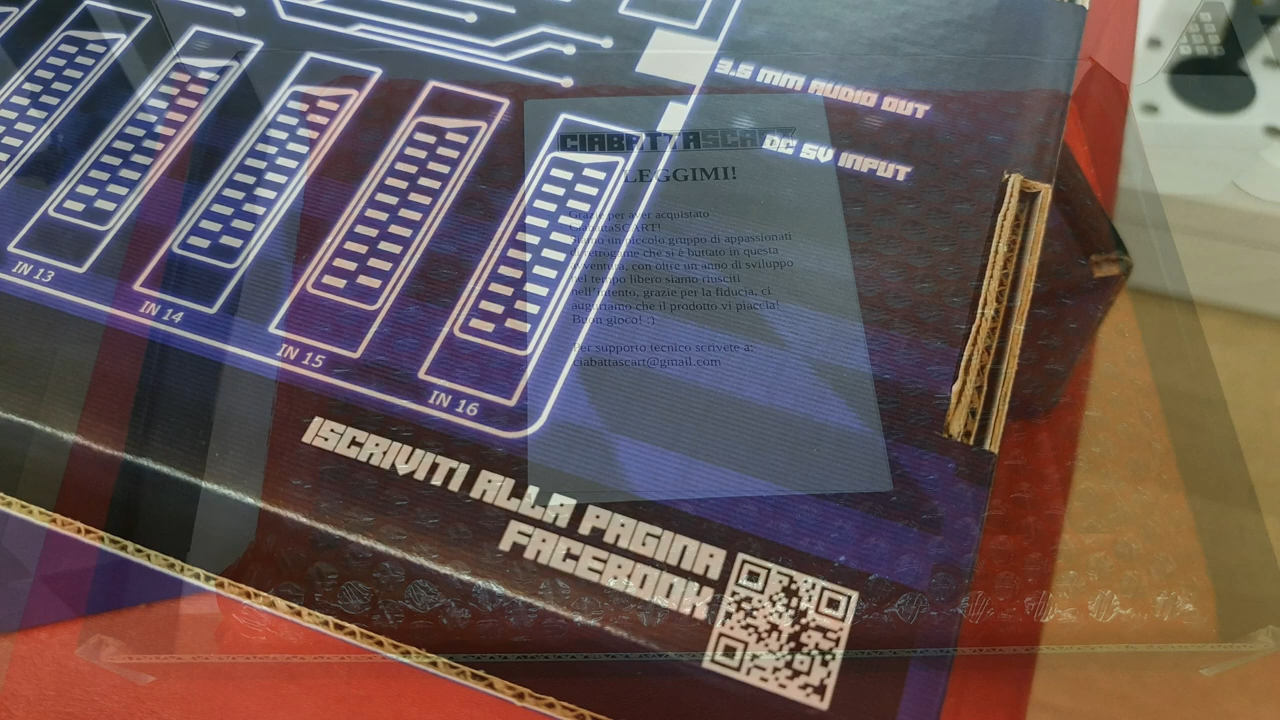 3.5 MM AUDIO OUT
DC 5V INPUT
CIABATTASCART
LEGGIMI!
Grazie per aver acquistato
CiabattaSCART!
Siamo un piccolo gruppo di appassionati
di retrogame che si è buttato in questa
avventura, con oltre un anno di sviluppo
nel tempo libero siamo riusciti
nell'intento, grazie per la fiducia, ci
auguriamo che il prodotto vi piaccia!
Buon gioco! :)
Per supporto tecnico scrivete a:
ciabattascart@gmail.com
IN 13
IN 14
IN 15
IN 16
ISCRIVITI ALLA PAGINA
FACEBOOK